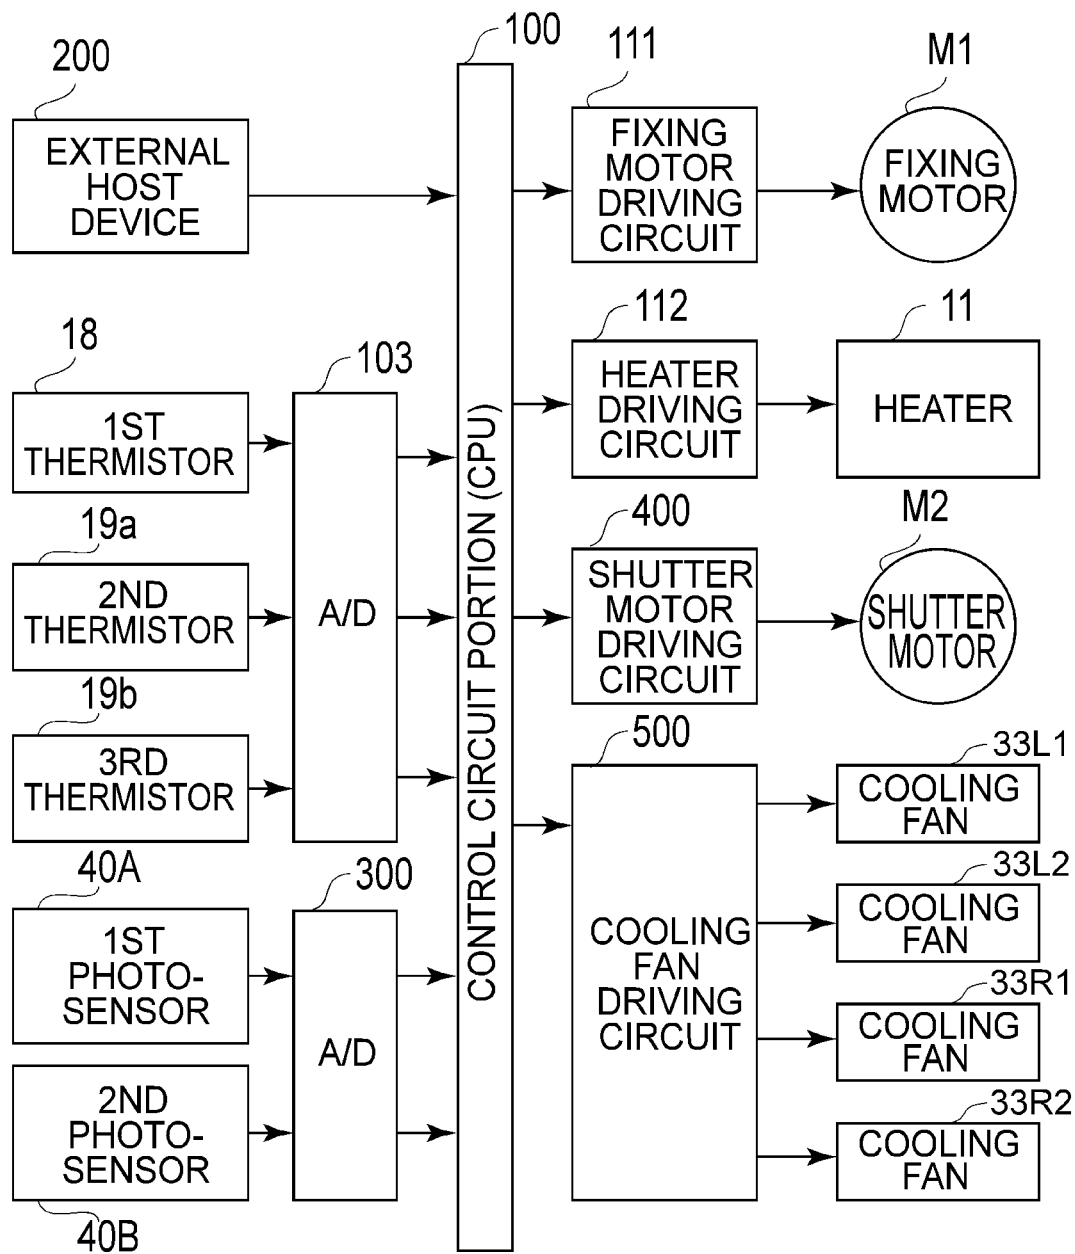 200
EXTERNAL
HOST
DEVICE
18
1ST
THERMISTOR
19a
2ND
THERMISTOR
19b
3RD
THERMISTOR
40A
1ST
PHOTO-
SENSOR
2ND
PHOTO-
SENSOR
40B
103
A/D
300
A/D
100
CONTROL CIRCUIT PORTION (CPU)
111
FIXING
MOTOR
DRIVING
CIRCUIT
M1
FIXING
MOTOR
112
HEATER
DRIVING
CIRCUIT
11
HEATER
400
SHUTTER
MOTOR
DRIVING
CIRCUIT
M2
SHUTTER
MOTOR
500
COOLING
FAN
DRIVING
CIRCUIT
33L1
COOLING
FAN
33L2
COOLING
FAN
33R1
COOLING
FAN
33R2
COOLING
FAN